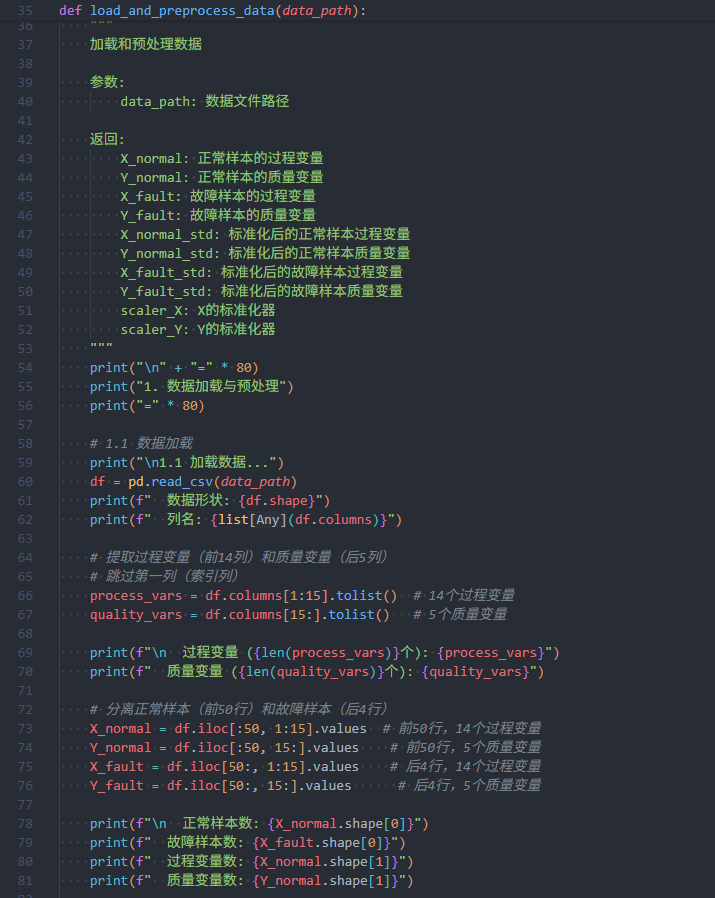 35 def load_and_preprocess_data(data_path):
36 """
37 加载和预处理数据
38
39 参数:
40 data_path: 数据文件路径
41
42 返回:
43 X_normal: 正常样本的过程变量
44 Y_normal: 正常样本的质量变量
45 X_fault: 故障样本的过程变量
46 Y_fault: 故障样本的质量变量
47 X_normal_std: 标准化后的正常样本过程变量
48 Y_normal_std: 标准化后的正常样本质量变量
49 X_fault_std: 标准化后的故障样本过程变量
50 Y_fault_std: 标准化后的故障样本质量变量
51 scaler_X: X的标准化器
52 scaler_Y: Y的标准化器
53 """
54 print("\n" + "=" * 80)
55 print("1. 数据加载与预处理")
56 print("=" * 80)
57
58 # 1.1 数据加载
59 print("\n1.1 加载数据...")
60 df = pd.read_csv(data_path)
61 print(f"  数据形状: {df.shape}")
62 print(f"  列名: {list[Any](df.columns)}")
63
64 # 提取过程变量（前14列）和质量变量（后5列）
65 # 跳过第一列（索引列）
66 process_vars = df.columns[1:15].tolist()  # 14个过程变量
67 quality_vars = df.columns[15:].tolist()   # 5个质量变量
68
69 print(f"\n  过程变量 ({len(process_vars)}个): {process_vars}")
70 print(f"  质量变量 ({len(quality_vars)}个): {quality_vars}")
71
72 # 分离正常样本（前50行）和故障样本（后4行）
73 X_normal = df.iloc[:50, 1:15].values  # 前50行，14个过程变量
74 Y_normal = df.iloc[:50, 15:].values    # 前50行，5个质量变量
75 X_fault = df.iloc[50:, 1:15].values    # 后4行，14个过程变量
76 Y_fault = df.iloc[50:, 15:].values      # 后4行，5个质量变量
77
78 print(f"\n  正常样本数: {X_normal.shape[0]}")
79 print(f"  故障样本数: {X_fault.shape[0]}")
80 print(f"  过程变量数: {X_normal.shape[1]}")
81 print(f"  质量变量数: {Y_normal.shape[1]}")